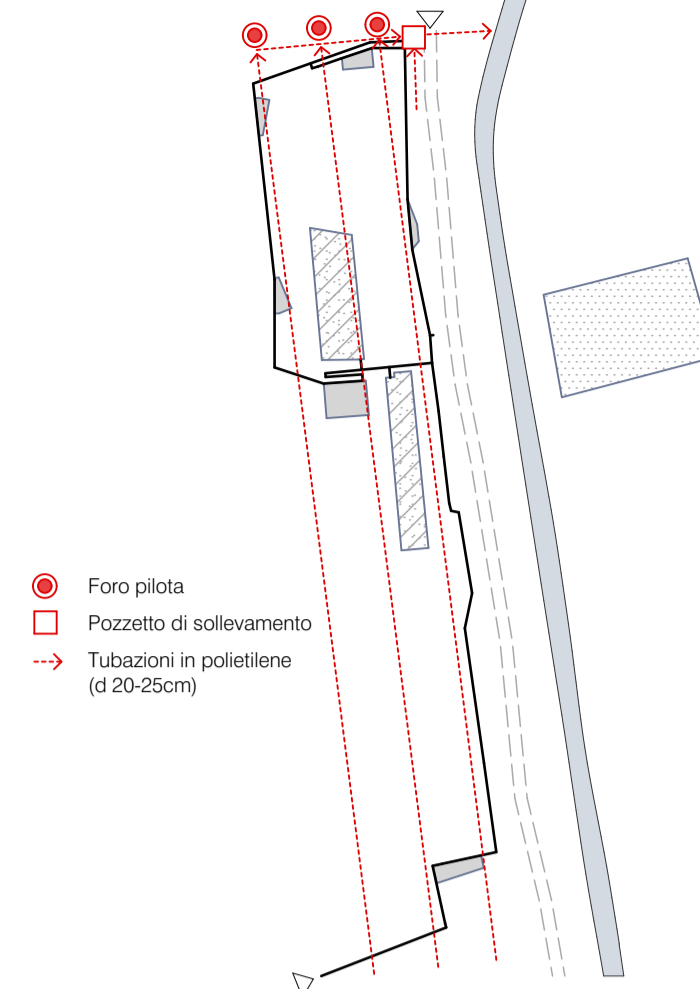 Foro pilota
Pozzetto di sollevamento
Tubazioni in polietilene
(d 20-25cm)